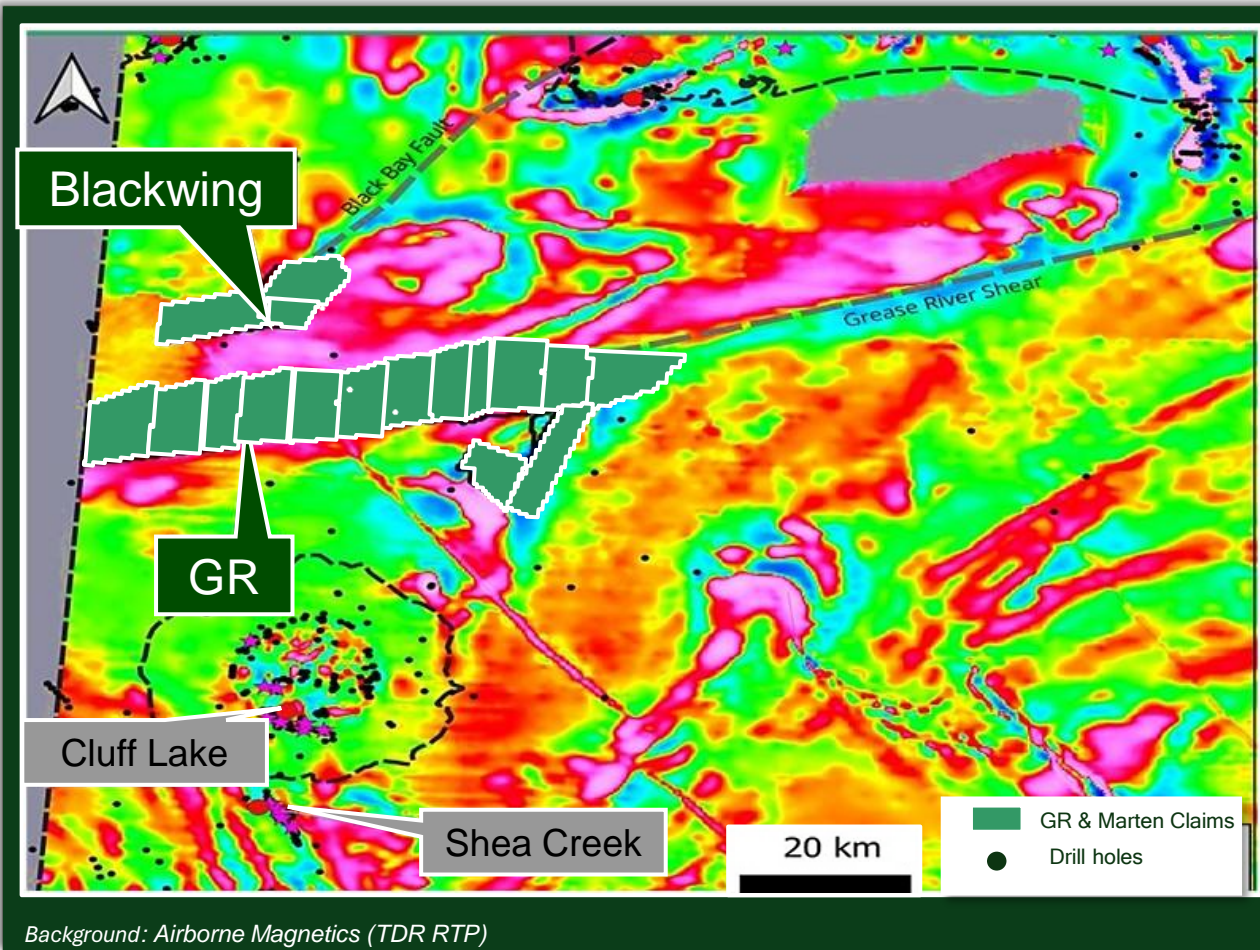 Black Bay Fault
Blackwing
Grease River Shear
GR
Cluff Lake
Shea Creek
20 km
GR & Marten Claims
Drill holes
Background: Airborne Magnetics (TDR RTP)